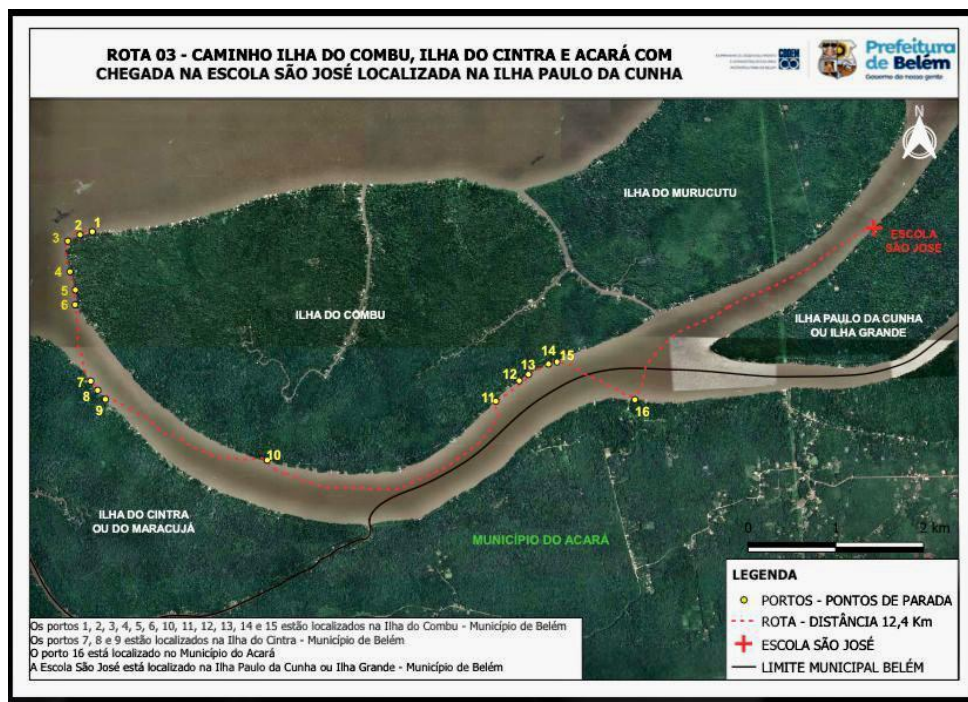 ROTA 03 - CAMINHO ILHA DO COMBU, ILHA DO CINTRA E ACARÁ COM
CHEGADA NA ESCOLA SÃO JOSÉ LOCALIZADA NA ILHA PAULO DA CUNHA
CODEM
Prefeitura
de Belém
Governo da nossa gente
N
ILHA DO MURUCUTU
1
2
3
ESCOLA
SÃO JOSÉ
4
5
6
ILHA DO COMBU
ILHA PAULO DA CUNHA
OU ILHA GRANDE
14
15
13
12
7
8
9
11
16
10
ILHA DO CINTRA
OU DO MARACUJÁ
MUNICÍPIO DO ACARÁ
0 1 2 km
LEGENDA
PORTOS - PONTOS DE PARADA
ROTA - DISTÂNCIA 12,4 Km
ESCOLA SÃO JOSÉ
LIMITE MUNICIPAL BELÉM
Os portos 1, 2, 3, 4, 5, 6, 10, 11, 12, 13, 14 e 15 estão localizados na Ilha do Combu - Município de Belém
Os portos 7, 8 e 9 estão localizados na Ilha do Cintra - Município de Belém
O porto 16 está localizado no Município do Acará
A Escola São José está localizado na Ilha Paulo da Cunha ou Ilha Grande - Município de Belém